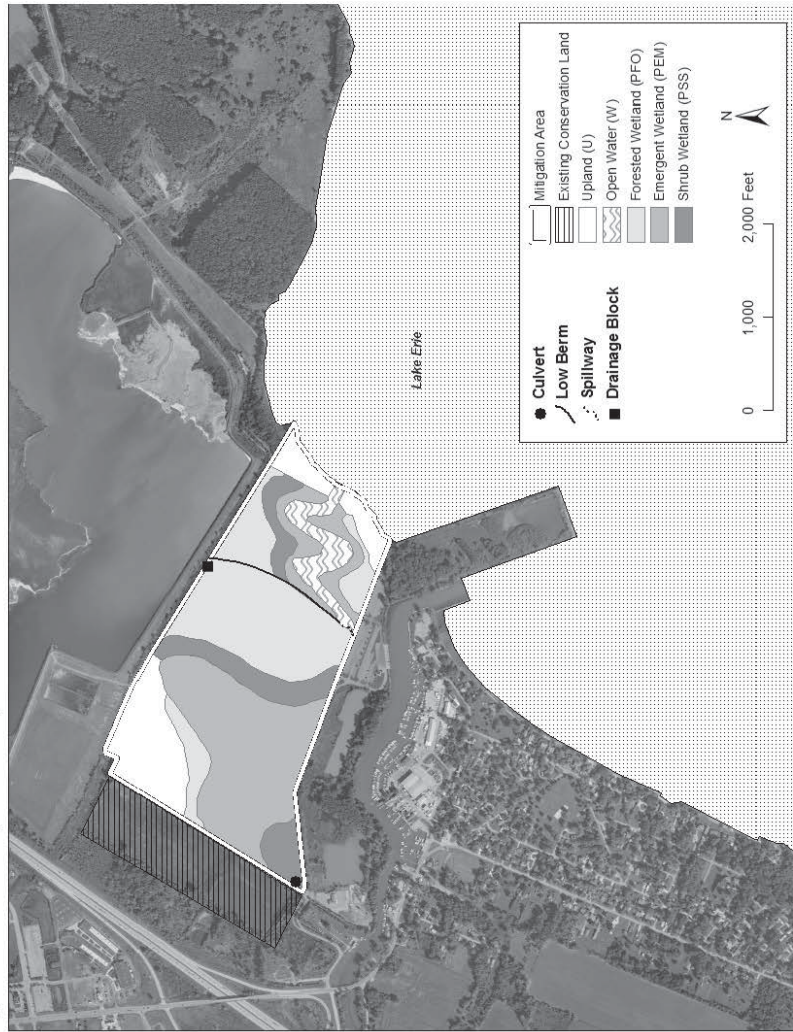 Lake Erie
Culvert
Low Berm
Spillway
Drainage Block
Mitigation Area
Existing Conservation Land
Upland (U)
Open Water (W)
Forested Wetland (PFO)
Emergent Wetland (PEM)
Shrub Wetland (PSS)
0 1,000 2,000 Feet
N